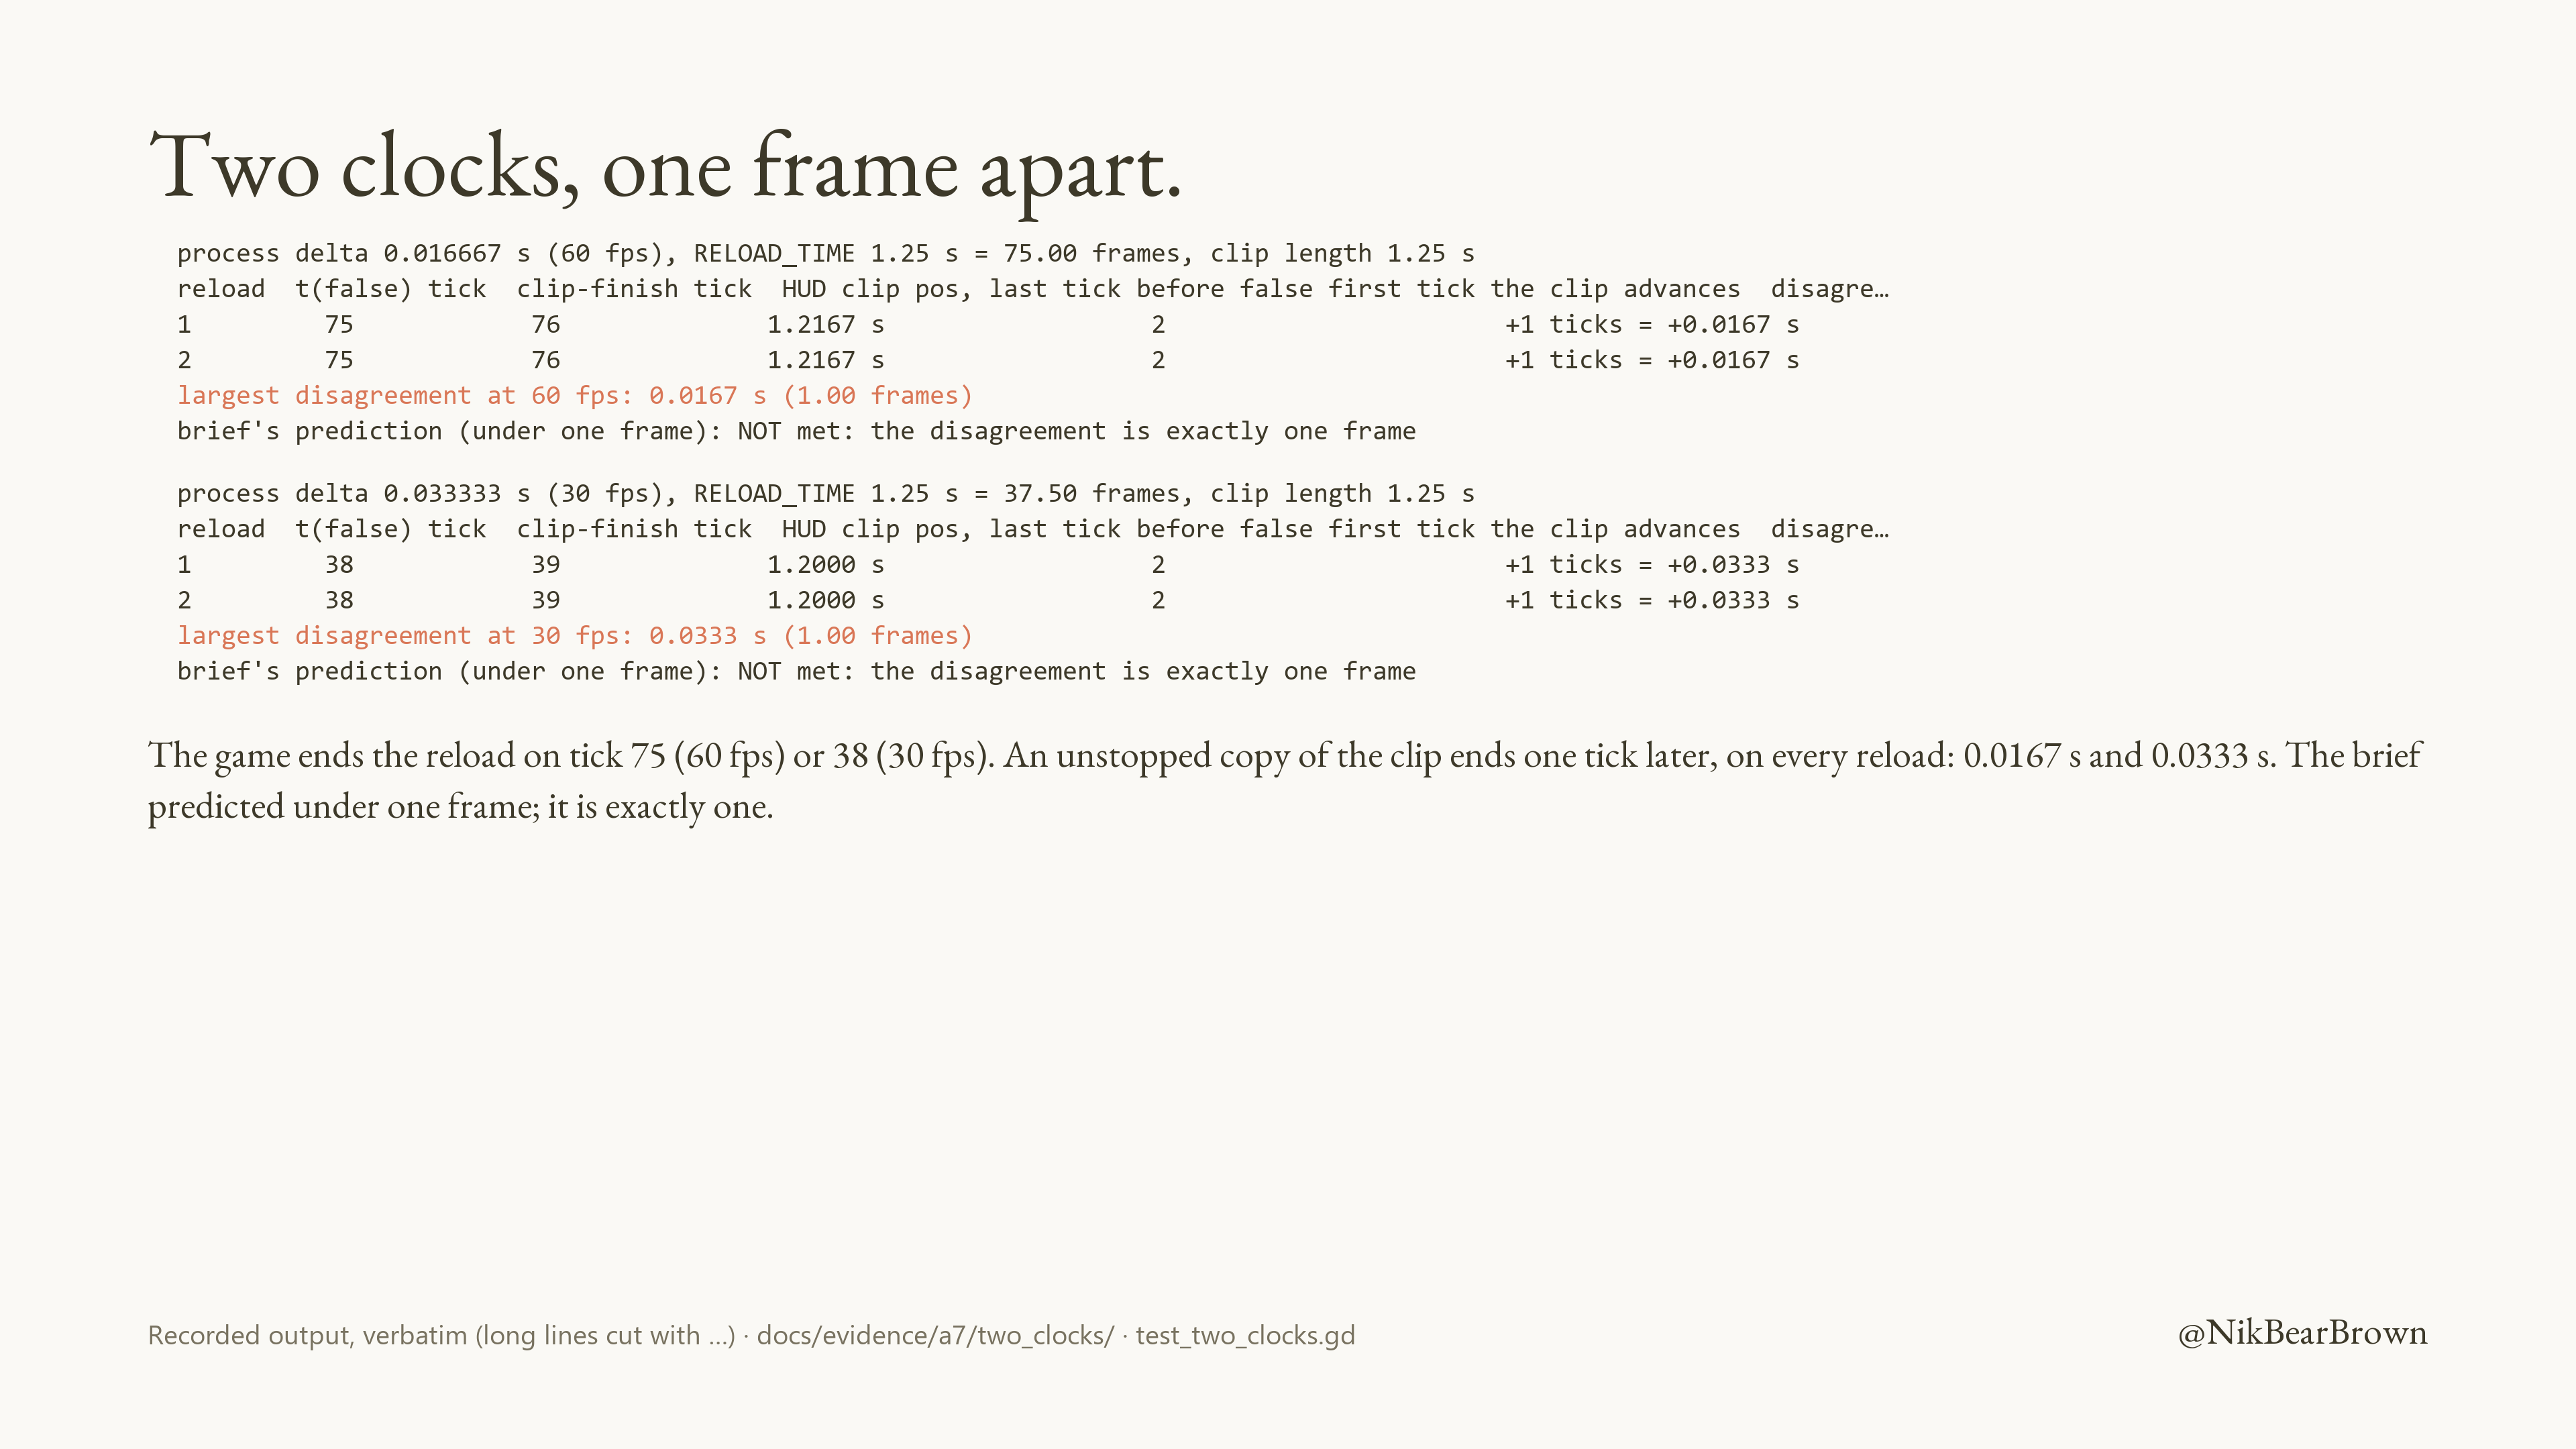 Two clocks, one frame apart.
process delta 0.016667 s (60 fps), RELOAD_TIME 1.25 s = 75.00 frames, clip length 1.25 s
reload  t(false) tick  clip-finish tick  HUD clip pos, last tick before false first tick the clip advances  disagre…
1         75            76              1.2167 s                  2                       +1 ticks = +0.0167 s
2         75            76              1.2167 s                  2                       +1 ticks = +0.0167 s
largest disagreement at 60 fps: 0.0167 s (1.00 frames)
brief's prediction (under one frame): NOT met: the disagreement is exactly one frame
process delta 0.033333 s (30 fps), RELOAD_TIME 1.25 s = 37.50 frames, clip length 1.25 s
reload  t(false) tick  clip-finish tick  HUD clip pos, last tick before false first tick the clip advances  disagre…
1         38            39              1.2000 s                  2                       +1 ticks = +0.0333 s
2         38            39              1.2000 s                  2                       +1 ticks = +0.0333 s
largest disagreement at 30 fps: 0.0333 s (1.00 frames)
brief's prediction (under one frame): NOT met: the disagreement is exactly one frame
The game ends the reload on tick 75 (60 fps) or 38 (30 fps). An unstopped copy of the clip ends one tick later, on every reload: 0.0167 s and 0.0333 s. The brief
predicted under one frame; it is exactly one.
Recorded output, verbatim (long lines cut with …) · docs/evidence/a7/two_clocks/ · test_two_clocks.gd
@NikBearBrown